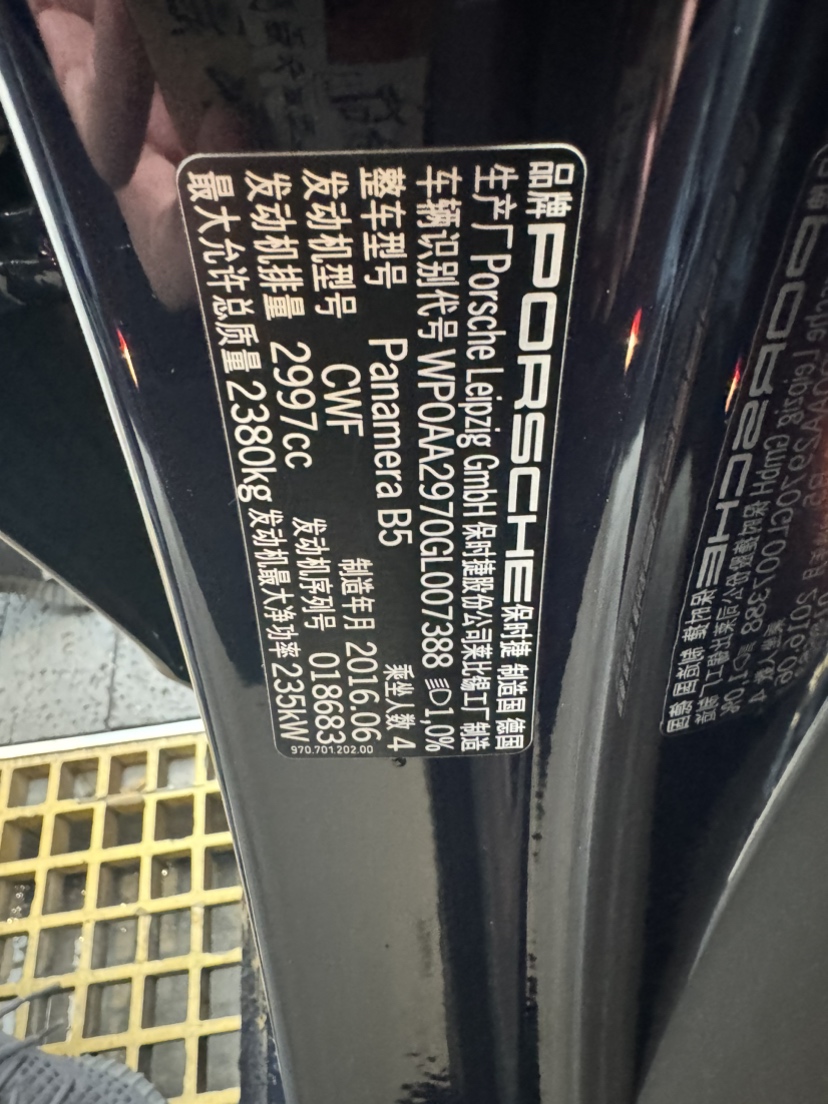 品牌 PORSCHE 保时捷 制造国 德国
生产厂 Porsche Leipzig GmbH 保时捷股份公司莱比锡工厂制造
车辆识别代号 WP0AA2970GL007388 1,0%
整车型号 Panamera B5 乘坐人数 4
发动机型号 CWF 制造年月 2016.06
发动机排量 2997cc 发动机序列号 018683
最大允许总质量 2380kg 发动机最大净功率 235kW
970.701.202.00